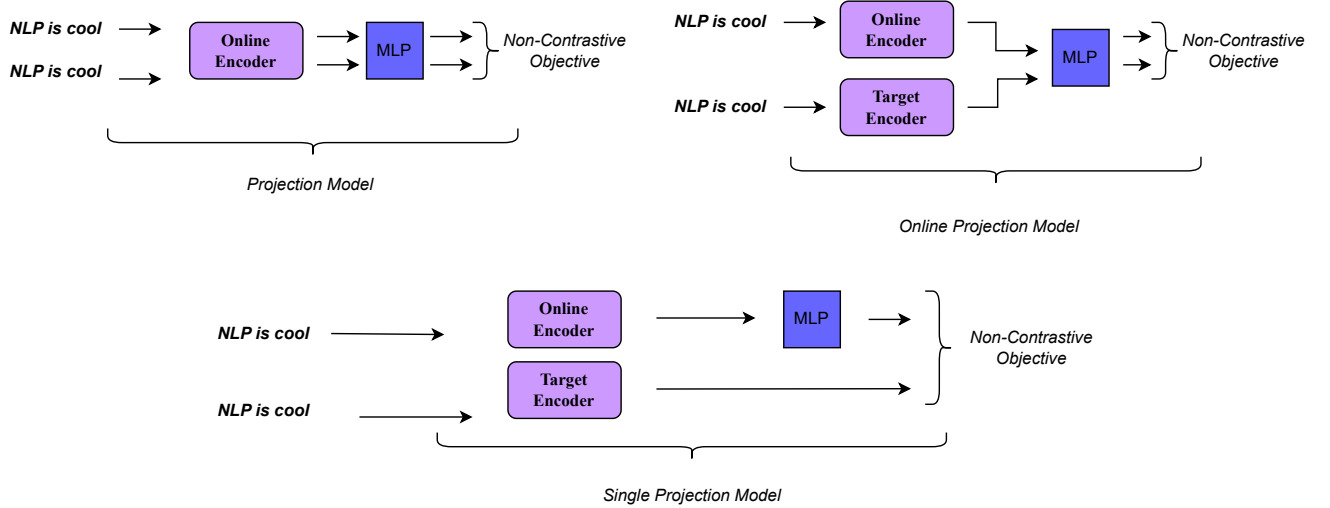 NLP is cool
NLP is cool
Online
Encoder
MLP
Non-Contrastive
Objective
Projection Model
NLP is cool
NLP is cool
Online
Encoder
Target
Encoder
MLP
Non-Contrastive
Objective
Online Projection Model
NLP is cool
NLP is cool
Online
Encoder
Target
Encoder
MLP
Non-Contrastive
Objective
Single Projection Model